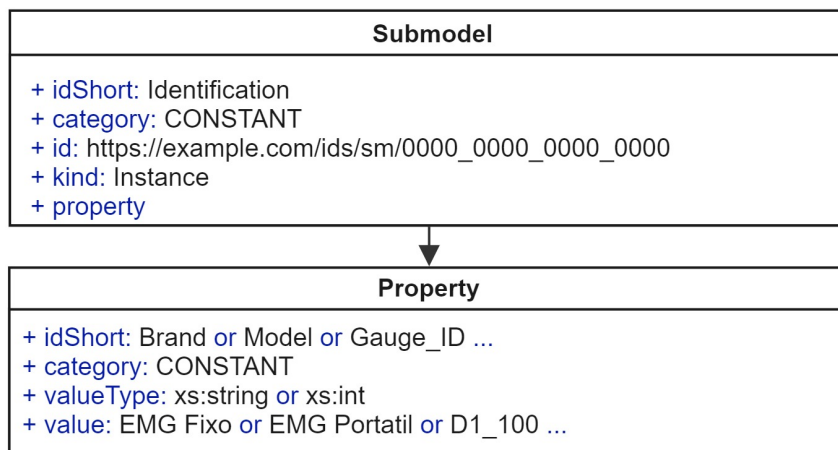 Submodel
+ idShort: Identification
+ category: CONSTANT
+ id: https://example.com/ids/sm/0000_0000_0000_0000
+ kind: Instance
+ property
Property
+ idShort: Brand or Model or Gauge_ID ...
+ category: CONSTANT
+ valueType: xs:string or xs:int
+ value: EMG Fixo or EMG Portatil or D1_100 ...